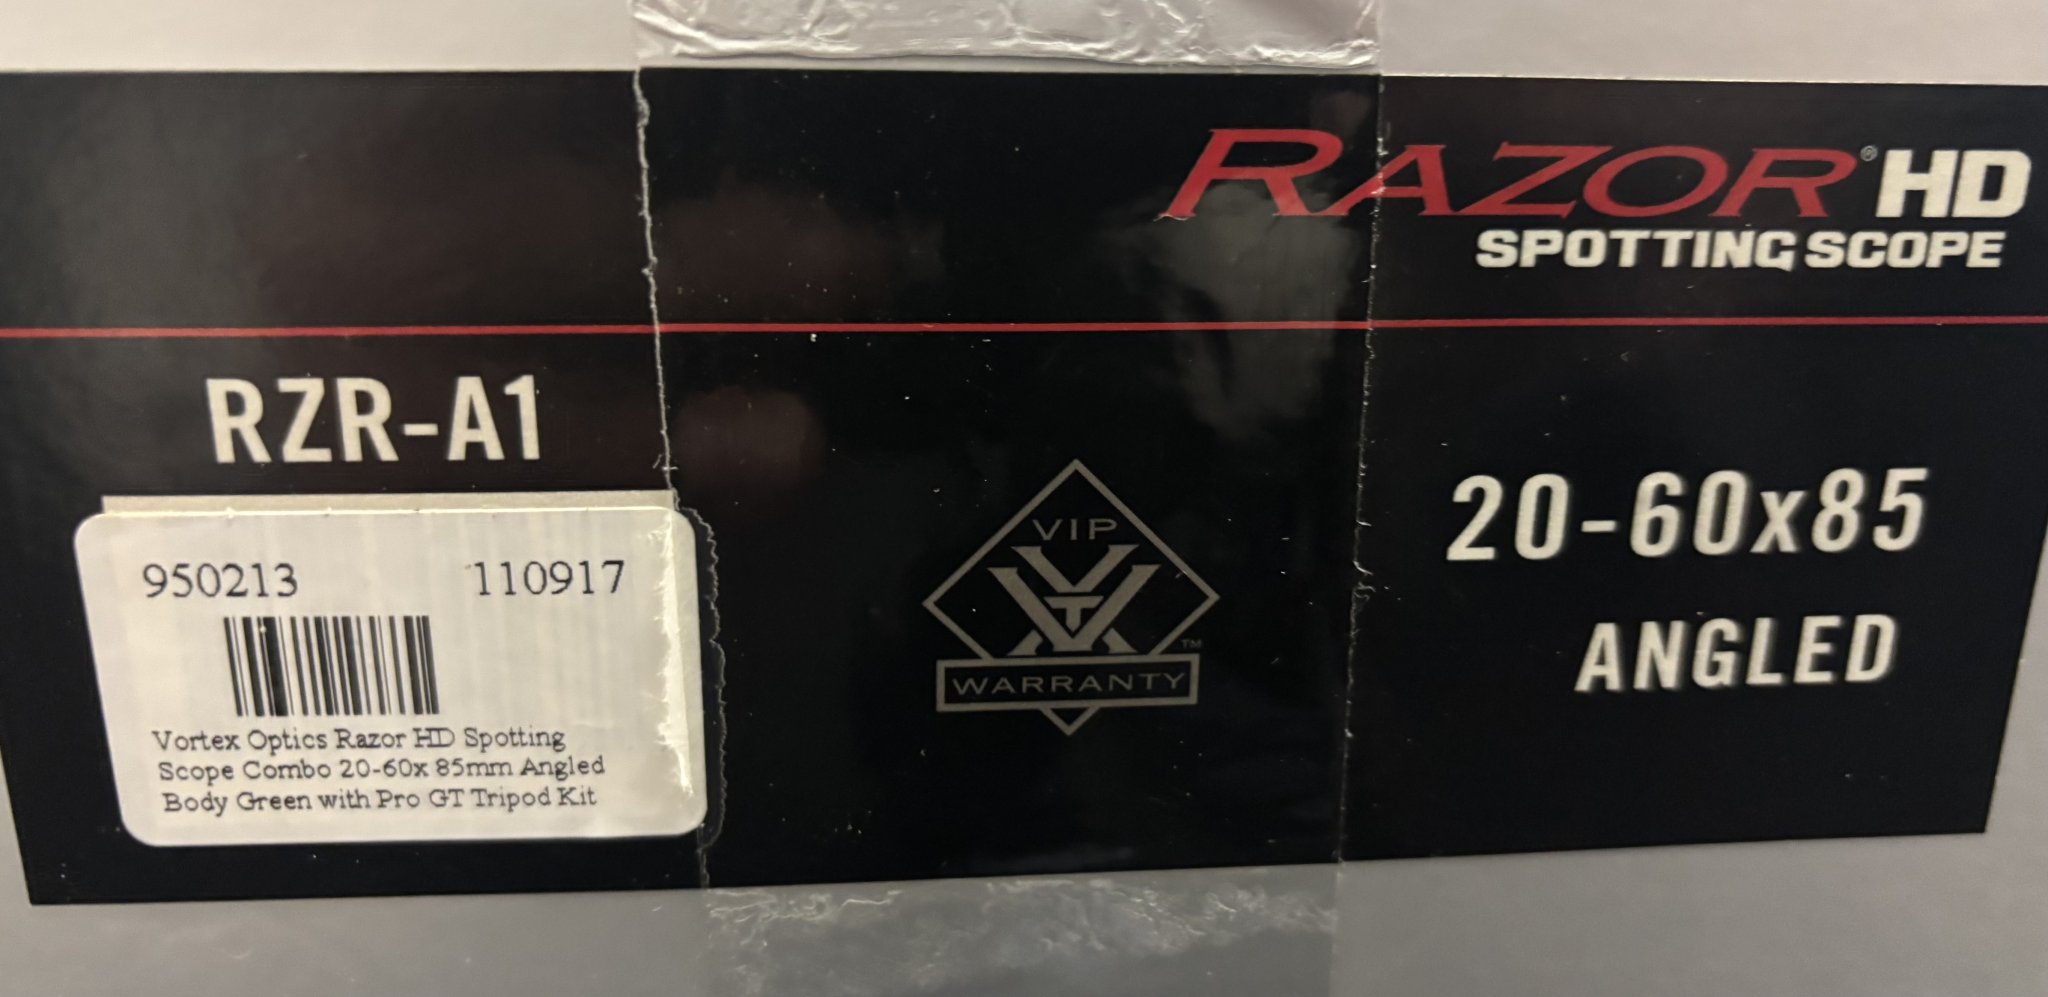 RAZOR® HD
SPOTTING SCOPE
RZR-A1
20-60x85
ANGLED
VIP
WARRANTY
TM
950213 110917
Vortex Optics Razor HD Spotting
Scope Combo 20-60x 85mm Angled
Body Green with Pro GT Tripod Kit